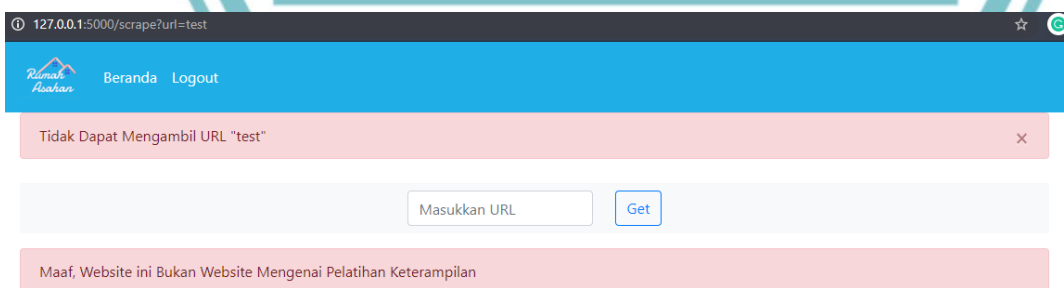 127.0.0.1:5000/scrape?url=test
Rumah
Asahan
Beranda Logout
Tidak Dapat Mengambil URL "test"
×
Masukkan URL Get
Maaf, Website ini Bukan Website Mengenai Pelatihan Keterampilan